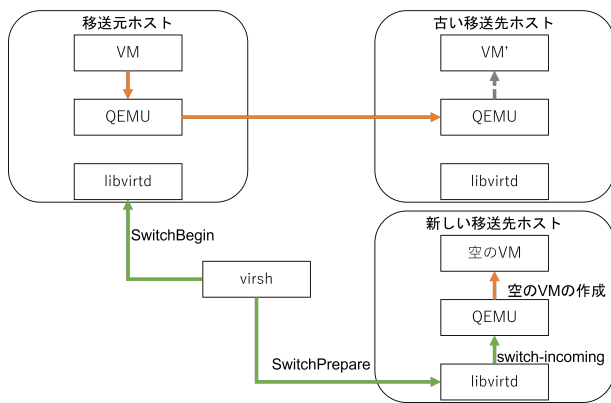 移送元ホスト
VM
QEMU
libvirtd
古い移送先ホスト
VM'
QEMU
libvirtd
SwitchBegin
virsh
SwitchPrepare
新しい移送先ホスト
空のVM
空のVMの作成
QEMU
switch-incoming
libvirtd